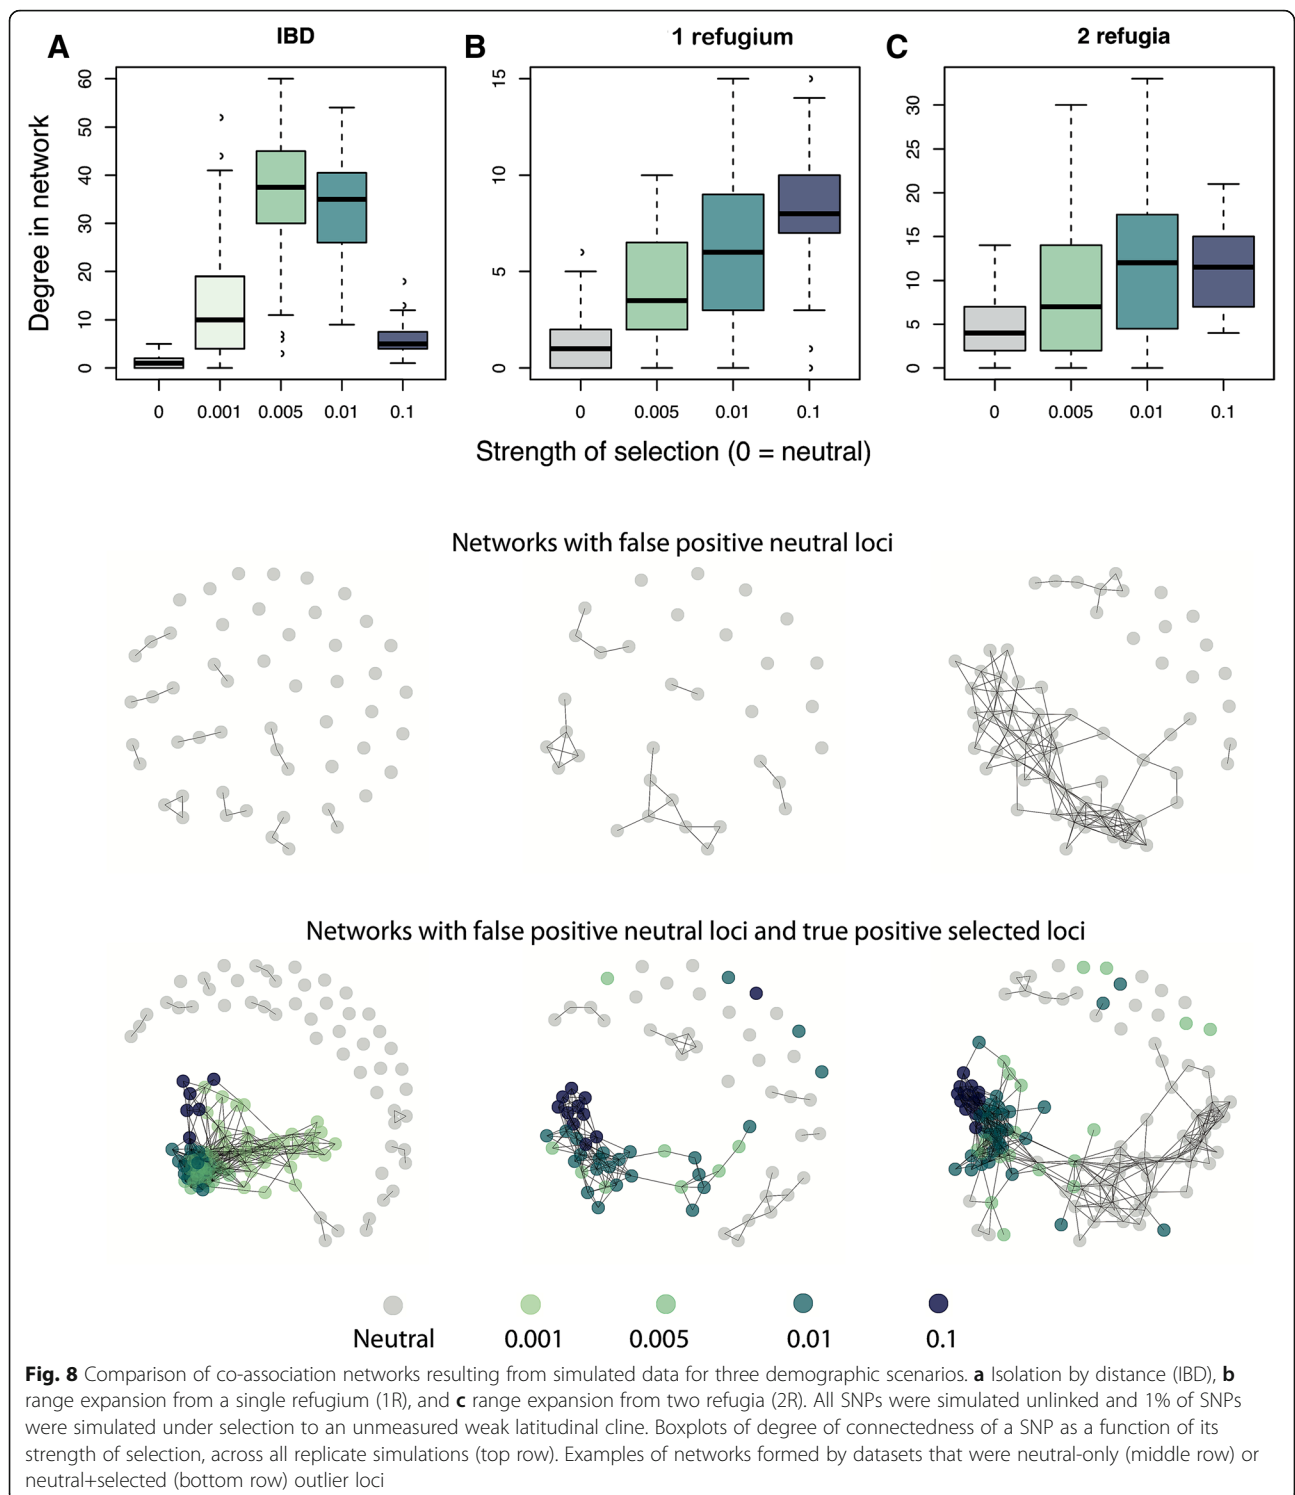 A IBD B 1 refugium C 2 refugia
Degree in network
60
50
40
30
20
10
0
0 0.001 0.005 0.01 0.1
15
10
5
0
0 0.005 0.01 0.1
30
25
20
15
10
5
0
0 0.005 0.01 0.1
Strength of selection (0 = neutral)
Networks with false positive neutral loci
Networks with false positive neutral loci and true positive selected loci
Neutral 0.001 0.005 0.01 0.1
Fig. 8 Comparison of co-association networks resulting from simulated data for three demographic scenarios. a Isolation by distance (IBD), b
range expansion from a single refugium (1R), and c range expansion from two refugia (2R). All SNPs were simulated unlinked and 1% of SNPs
were simulated under selection to an unmeasured weak latitudinal cline. Boxplots of degree of connectedness of a SNP as a function of its
strength of selection, across all replicate simulations (top row). Examples of networks formed by datasets that were neutral-only (middle row) or
neutral+selected (bottom row) outlier loci